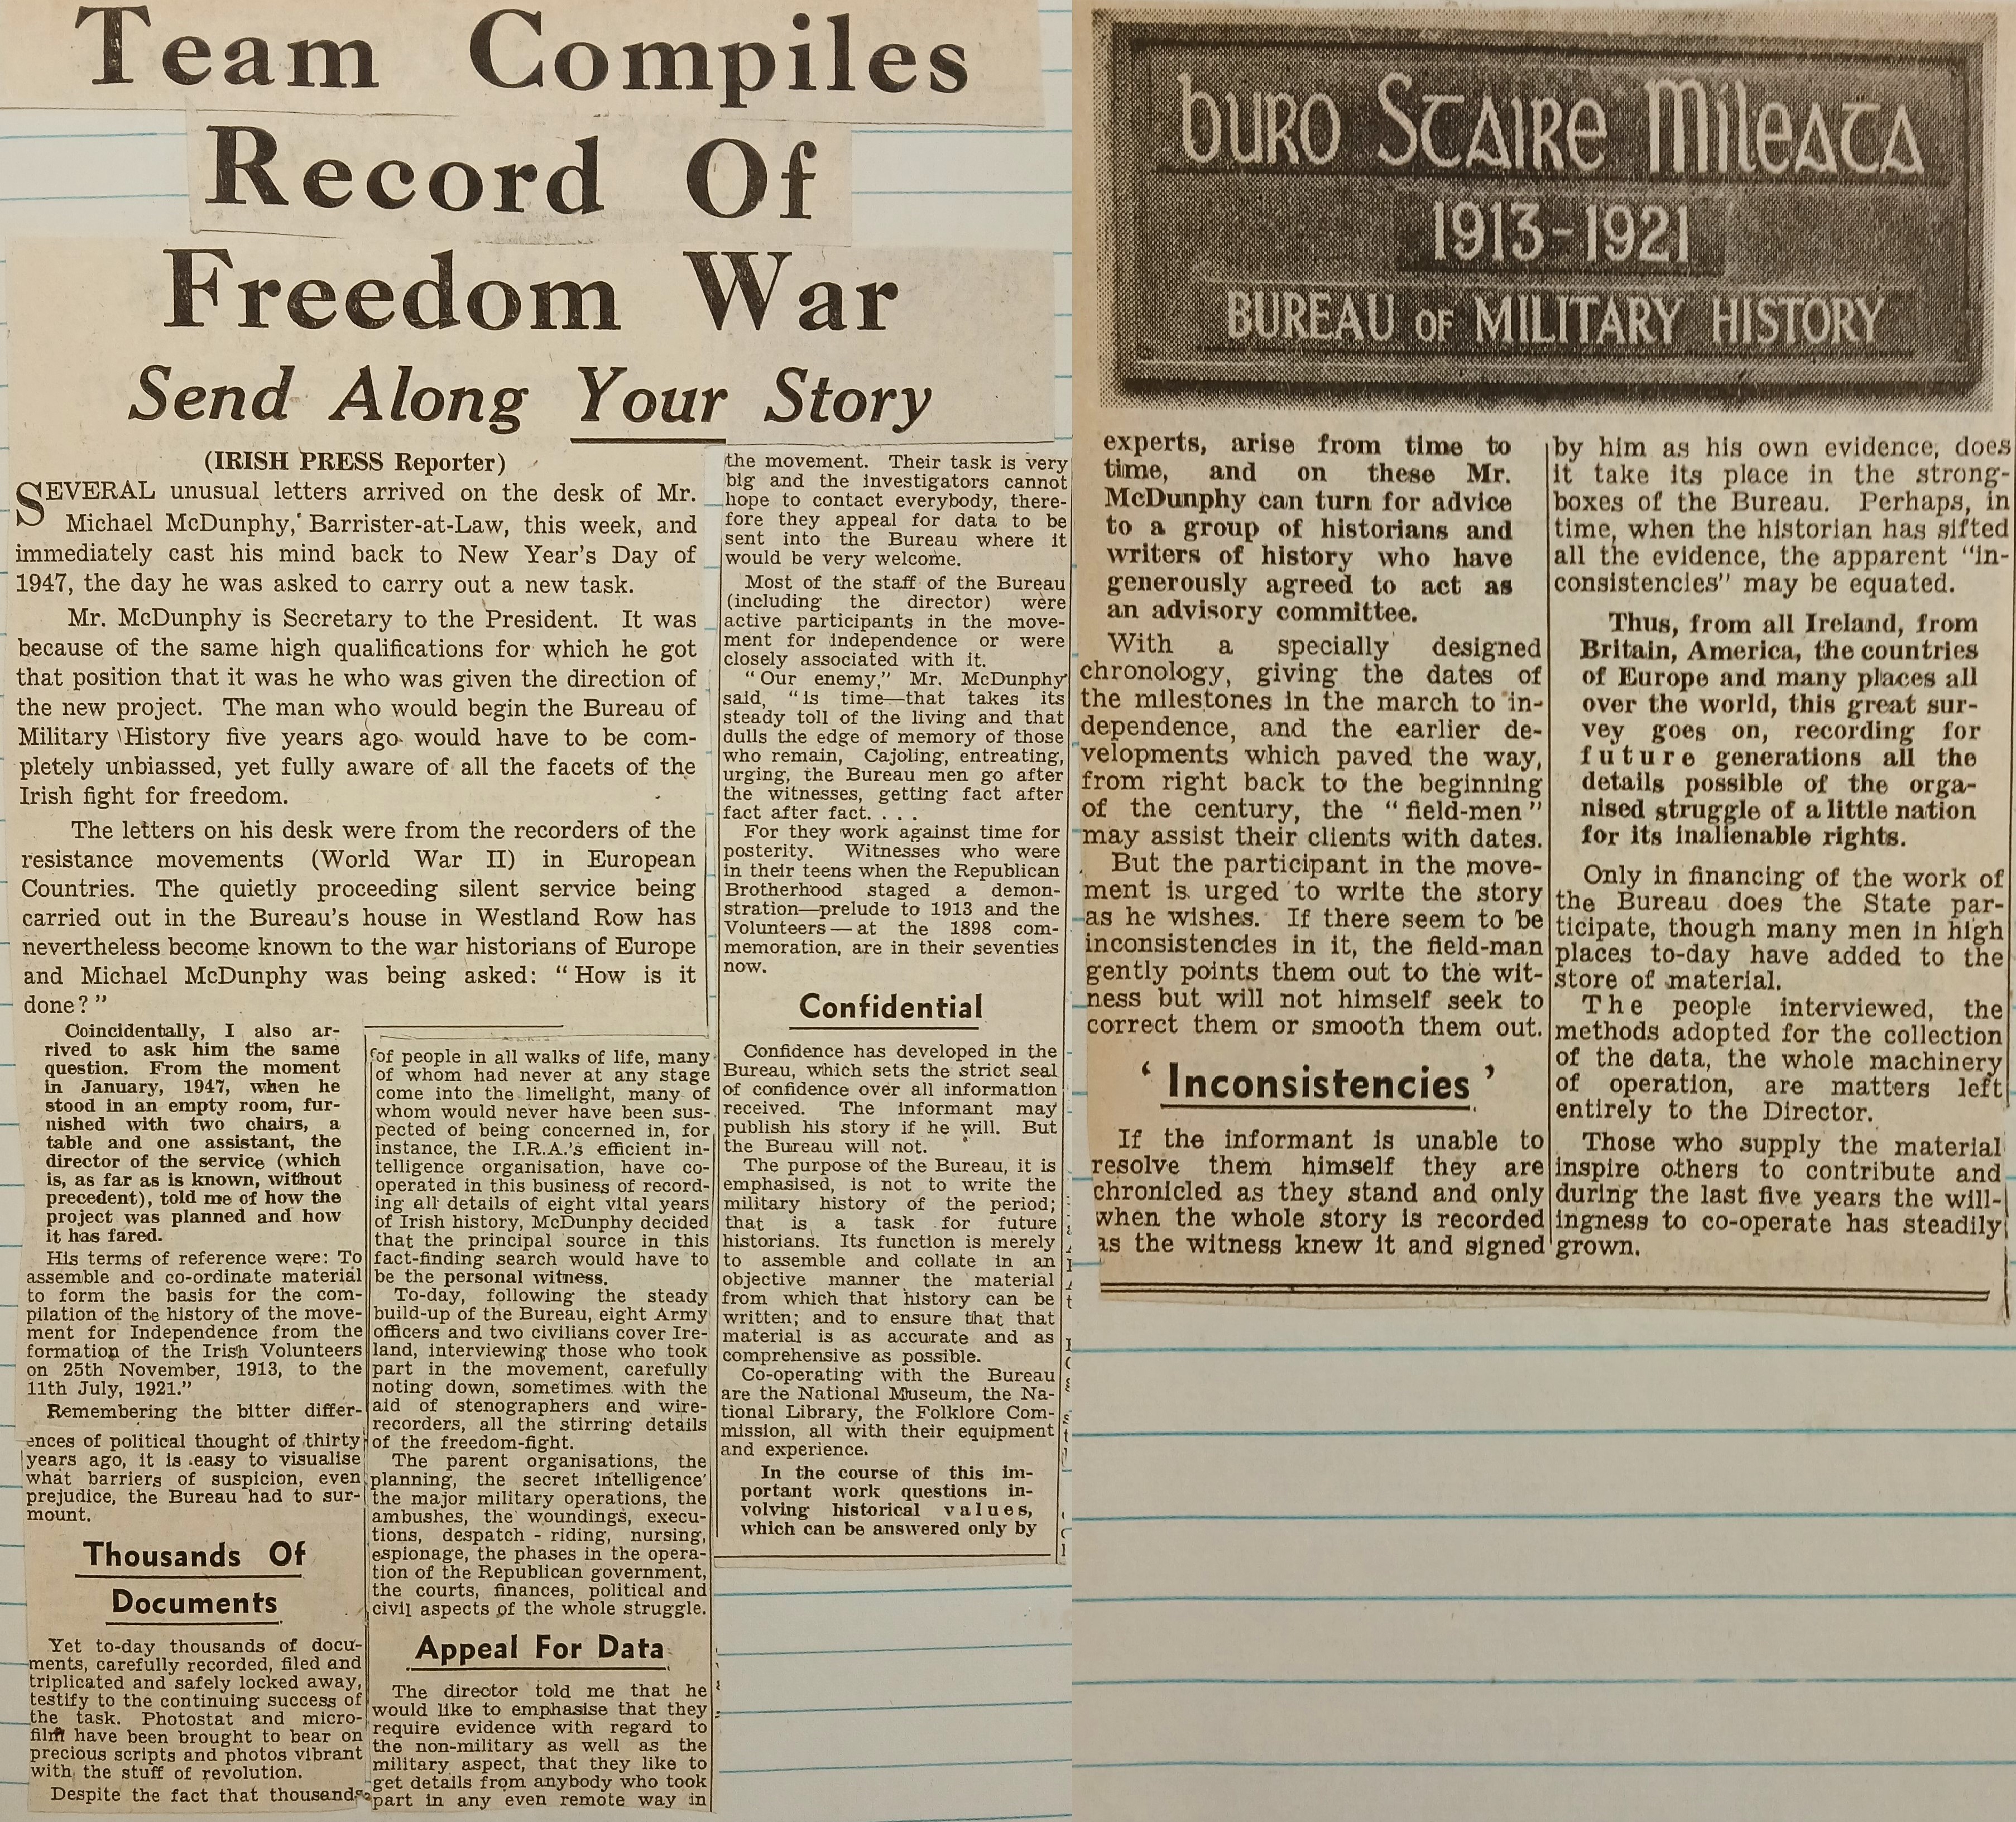 Team Compiles
Record Of
Freedom War
Send Along Your Story
(IRISH PRESS Reporter)
SEVERAL unusual letters arrived on the desk of Mr.
Michael McDunphy, Barrister-at-Law, this week, and
immediately cast his mind back to New Year's Day of
1947, the day he was asked to carry out a new task.
Mr. McDunphy is Secretary to the President. It was
because of the same high qualifications for which he got
that position that it was he who was given the direction of
the new project. The man who would begin the Bureau of
Military History five years ago would have to be com-
pletely unbiassed, yet fully aware of all the facets of the
Irish fight for freedom.
The letters on his desk were from the recorders of the
resistance movements (World War II) in European
Countries. The quietly proceeding silent service being
carried out in the Bureau's house in Westland Row has
nevertheless become known to the war historians of Europe
and Michael McDunphy was being asked: "How is it
done?"
Coincidentally, I also ar-
rived to ask him the same
question. From the moment
in January, 1947, when he
stood in an empty room, fur-
nished with two chairs, a
table and one assistant, the
director of the service (which
is, as far as is known, without
precedent), told me of how the
project was planned and how
it has fared.
His terms of reference were: To
assemble and co-ordinate material
to form the basis for the com-
pilation of the history of the move-
ment for Independence from the
formation of the Irish Volunteers
on 25th November, 1913, to the
11th July, 1921."
Remembering the bitter differ-
ences of political thought of thirty
years ago, it is easy to visualise
what barriers of suspicion, even
prejudice, the Bureau had to sur-
mount.
Thousands Of
Documents
Yet to-day thousands of docu-
ments, carefully recorded, filed and
triplicated and safely locked away,
testify to the continuing success of
the task. Photostat and micro-
film have been brought to bear on
precious scripts and photos vibrant
with the stuff of revolution.
Despite the fact that thousands
of people in all walks of life, many
of whom had never at any stage
come into the limelight, many of
whom would never have been sus-
pected of being concerned in, for
instance, the I.R.A.'s efficient in-
telligence organisation, have co-
operated in this business of record-
ing all details of eight vital years
of Irish history, McDunphy decided
that the principal source in this
fact-finding search would have to
be the personal witness.
To-day, following the steady
build-up of the Bureau, eight Army
officers and two civilians cover Ire-
land, interviewing those who took
part in the movement, carefully
noting down, sometimes with the
aid of stenographers and wire-
recorders, all the stirring details
of the freedom-fight.
The parent organisations, the
planning, the secret intelligence'
the major military operations, the
ambushes, the woundings, execu-
tions, despatch - riding, nursing,
espionage, the phases in the opera-
tion of the Republican government,
the courts, finances, political and
civil aspects of the whole struggle.
Appeal For Data
The director told me that he
would like to emphasise that they
require evidence with regard to
the non-military as well as the
military aspect, that they like to
get details from anybody who took
part in any even remote way in
the movement. Their task is very
big and the investigators cannot
hope to contact everybody, there-
fore they appeal for data to be
sent into the Bureau where it
would be very welcome.
Most of the staff of the Bureau
(including the director) were
active participants in the move-
ment for independence or were
closely associated with it.
"Our enemy," Mr. McDunphy
said, "is time—that takes its
steady toll of the living and that
dulls the edge of memory of those
who remain, Cajoling, entreating,
urging, the Bureau men go after
the witnesses, getting fact after
fact after fact. . . .
For they work against time for
posterity. Witnesses who were
in their teens when the Republican
Brotherhood staged a demon-
stration—prelude to 1913 and the
Volunteers — at the 1898 com-
memoration, are in their seventies
now.
Confidential
Confidence has developed in the
Bureau, which sets the strict seal
of confidence over all information
received. The informant may
publish his story if he will. But
the Bureau will not.
The purpose of the Bureau, it is
emphasised, is not to write the
military history of the period;
that is a task for future
historians. Its function is merely
to assemble and collate in an
objective manner the material
from which that history can be
written; and to ensure that that
material is as accurate and as
comprehensive as possible.
Co-operating with the Bureau
are the National Museum, the Na-
tional Library, the Folklore Com-
mission, all with their equipment
and experience.
In the course of this im-
portant work questions in-
volving historical values,
which can be answered only by
buro Staire Mileata
1913-1921
BUREAU OF MILITARY HISTORY
experts, arise from time to
time, and on these Mr.
McDunphy can turn for advice
to a group of historians and
writers of history who have
generously agreed to act as
an advisory committee.
With a specially designed
chronology, giving the dates of
the milestones in the march to in-
dependence, and the earlier de-
velopments which paved the way,
from right back to the beginning
of the century, the "field-men"
may assist their clients with dates.
But the participant in the move-
ment is urged to write the story
as he wishes. If there seem to be
inconsistencies in it, the field-man
gently points them out to the wit-
ness but will not himself seek to
correct them or smooth them out.
'Inconsistencies'
If the informant is unable to
resolve them himself they are
chronicled as they stand and only
when the whole story is recorded
as the witness knew it and signed
by him as his own evidence, does
it take its place in the strong-
boxes of the Bureau. Perhaps, in
time, when the historian has sifted
all the evidence, the apparent "in-
consistencies" may be equated.
Thus, from all Ireland, from
Britain, America, the countries
of Europe and many places all
over the world, this great sur-
vey goes on, recording for
future generations all the
details possible of the orga-
nised struggle of a little nation
for its inalienable rights.
Only in financing of the work of
the Bureau does the State par-
ticipate, though many men in high
places to-day have added to the
store of material.
The people interviewed, the
methods adopted for the collection
of the data, the whole machinery
of operation, are matters left
entirely to the Director.
Those who supply the material
inspire others to contribute and
during the last five years the will-
ingness to co-operate has steadily
grown.